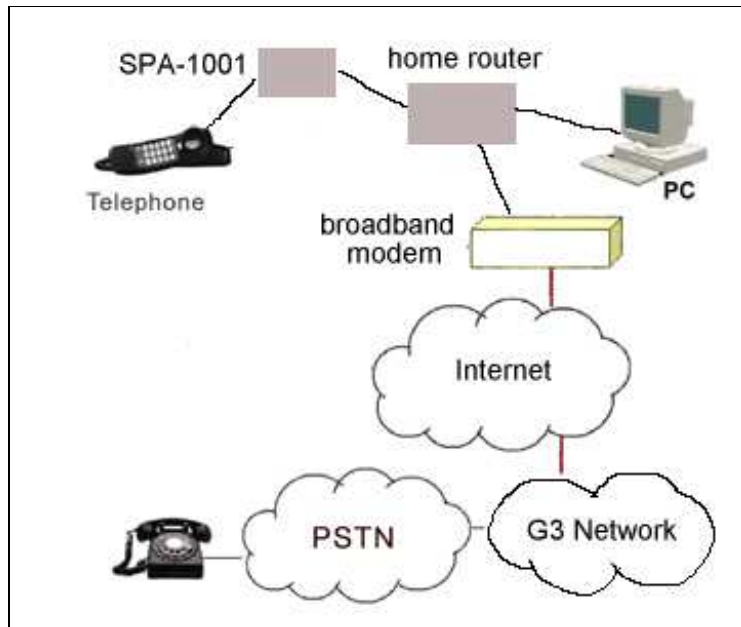 SPA-1001
home router
Telephone
PC
broadband
modem
Internet
PSTN
G3 Network